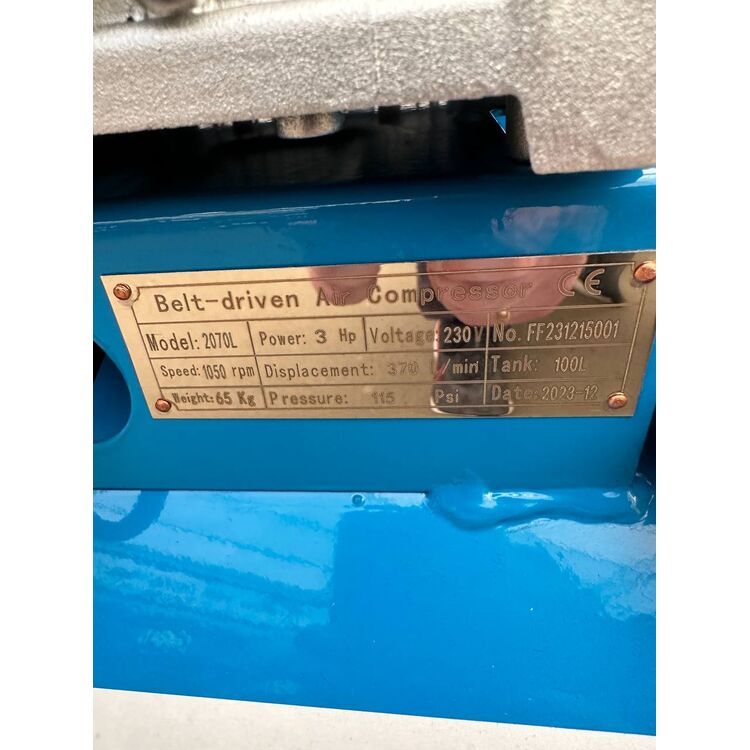 Belt-driven Air Compressor CE
Model: 2070L Power: 3 Hp Voltage: 230V No. FF231215001
Speed: 1050 rpm Displacement: 370 L/min Tank: 100L
Weight: 65 Kg Pressure: 115 Psi Date: 2023-12